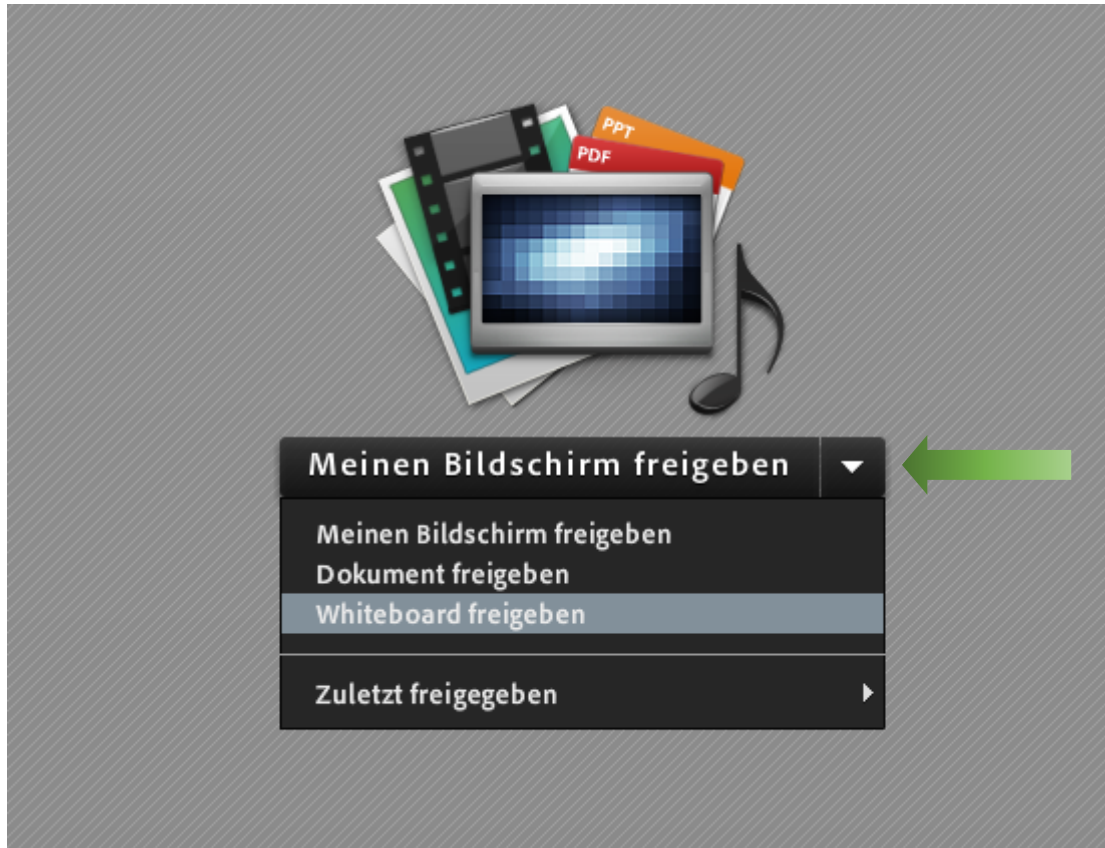 PPT
PDF
Meinen Bildschirm freigeben
Meinen Bildschirm freigeben
Dokument freigeben
Whiteboard freigeben
Zuletzt freigegeben